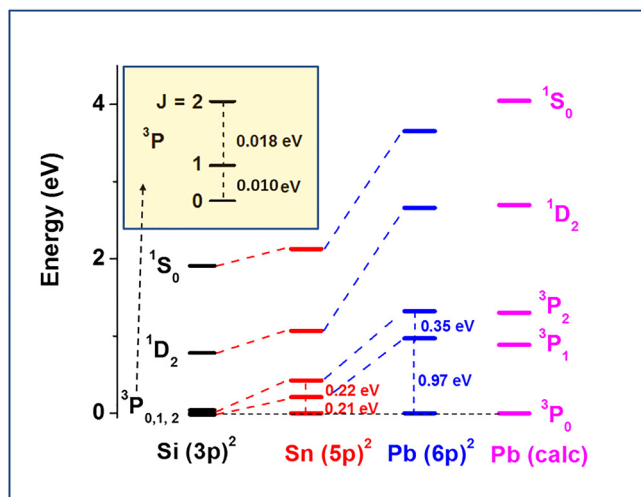 Energy (eV)
4
2
0
J = 2
³P
1
0
0.018 eV
0.010 eV
¹S₀
¹D₂
³P₀,₁,₂
0.22 eV
0.21 eV
0.35 eV
0.97 eV
¹S₀
¹D₂
³P₂
³P₁
³P₀
Si (3p)²
Sn (5p)²
Pb (6p)²
Pb (calc)